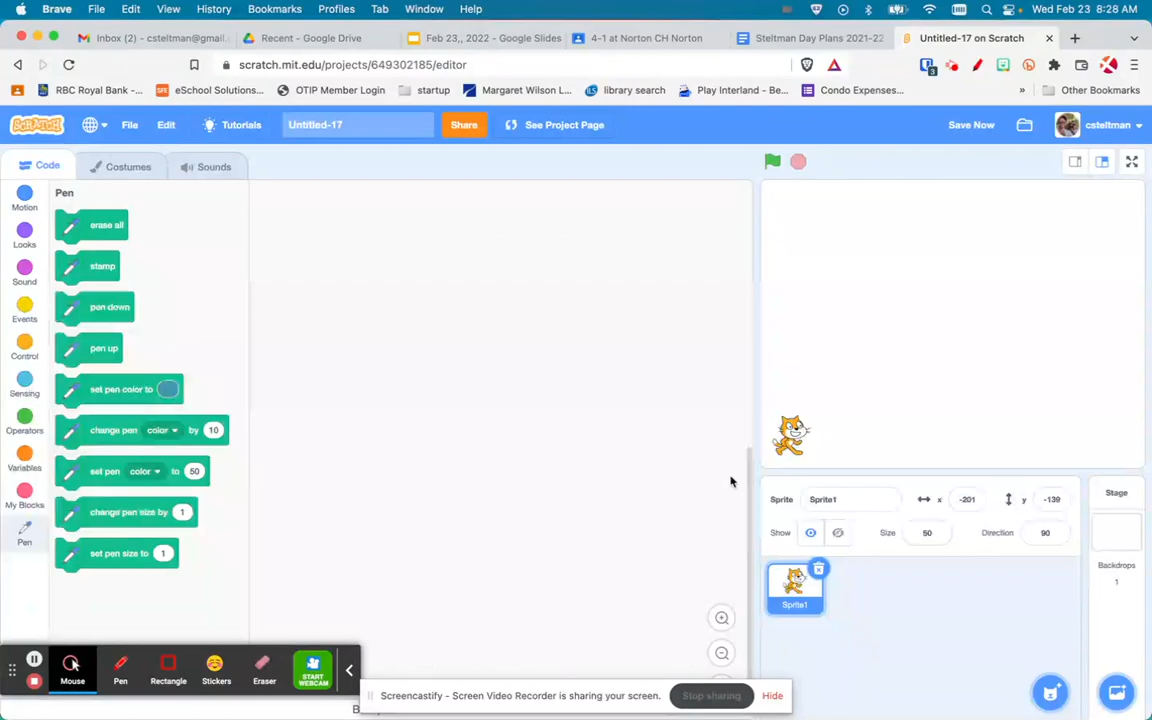 Brave File Edit View History Bookmarks Profiles Tab Window Help Wed Feb 23 8:28 AM
Inbox (2) - csteltman@gmail. Recent - Google Drive Feb 23,, 2022 - Google Slides 4-1 at Norton CH Norton Steltman Day Plans 2021-22 Untitled-17 on Scratch
scratch.mit.edu/projects/649302185/editor 3
RBC Royal Bank -... SFE eSchool Solutions... OTIP Member Login startup Margaret Wilson L... ILS library search Play Interland - Be... Condo Expenses... » Other Bookmarks
SCRATCH File Edit Tutorials Untitled-17 Share See Project Page Save Now csteltman
Code Costumes Sounds
Motion
Looks
Sound
Events
Control
Sensing
Operators
Variables
My Blocks
Pen
Pen
erase all
stamp
pen down
pen up
set pen color to
change pen color by 10
set pen color to 50
change pen size by 1
set pen size to 1
Sprite Sprite1 x -201 y -139
Show Size 50 Direction 90
Sprite1
Stage
Backdrops
1
Mouse Pen Rectangle Stickers Eraser START WEBCAM
Screencastify - Screen Video Recorder is sharing your screen. Stop sharing Hide